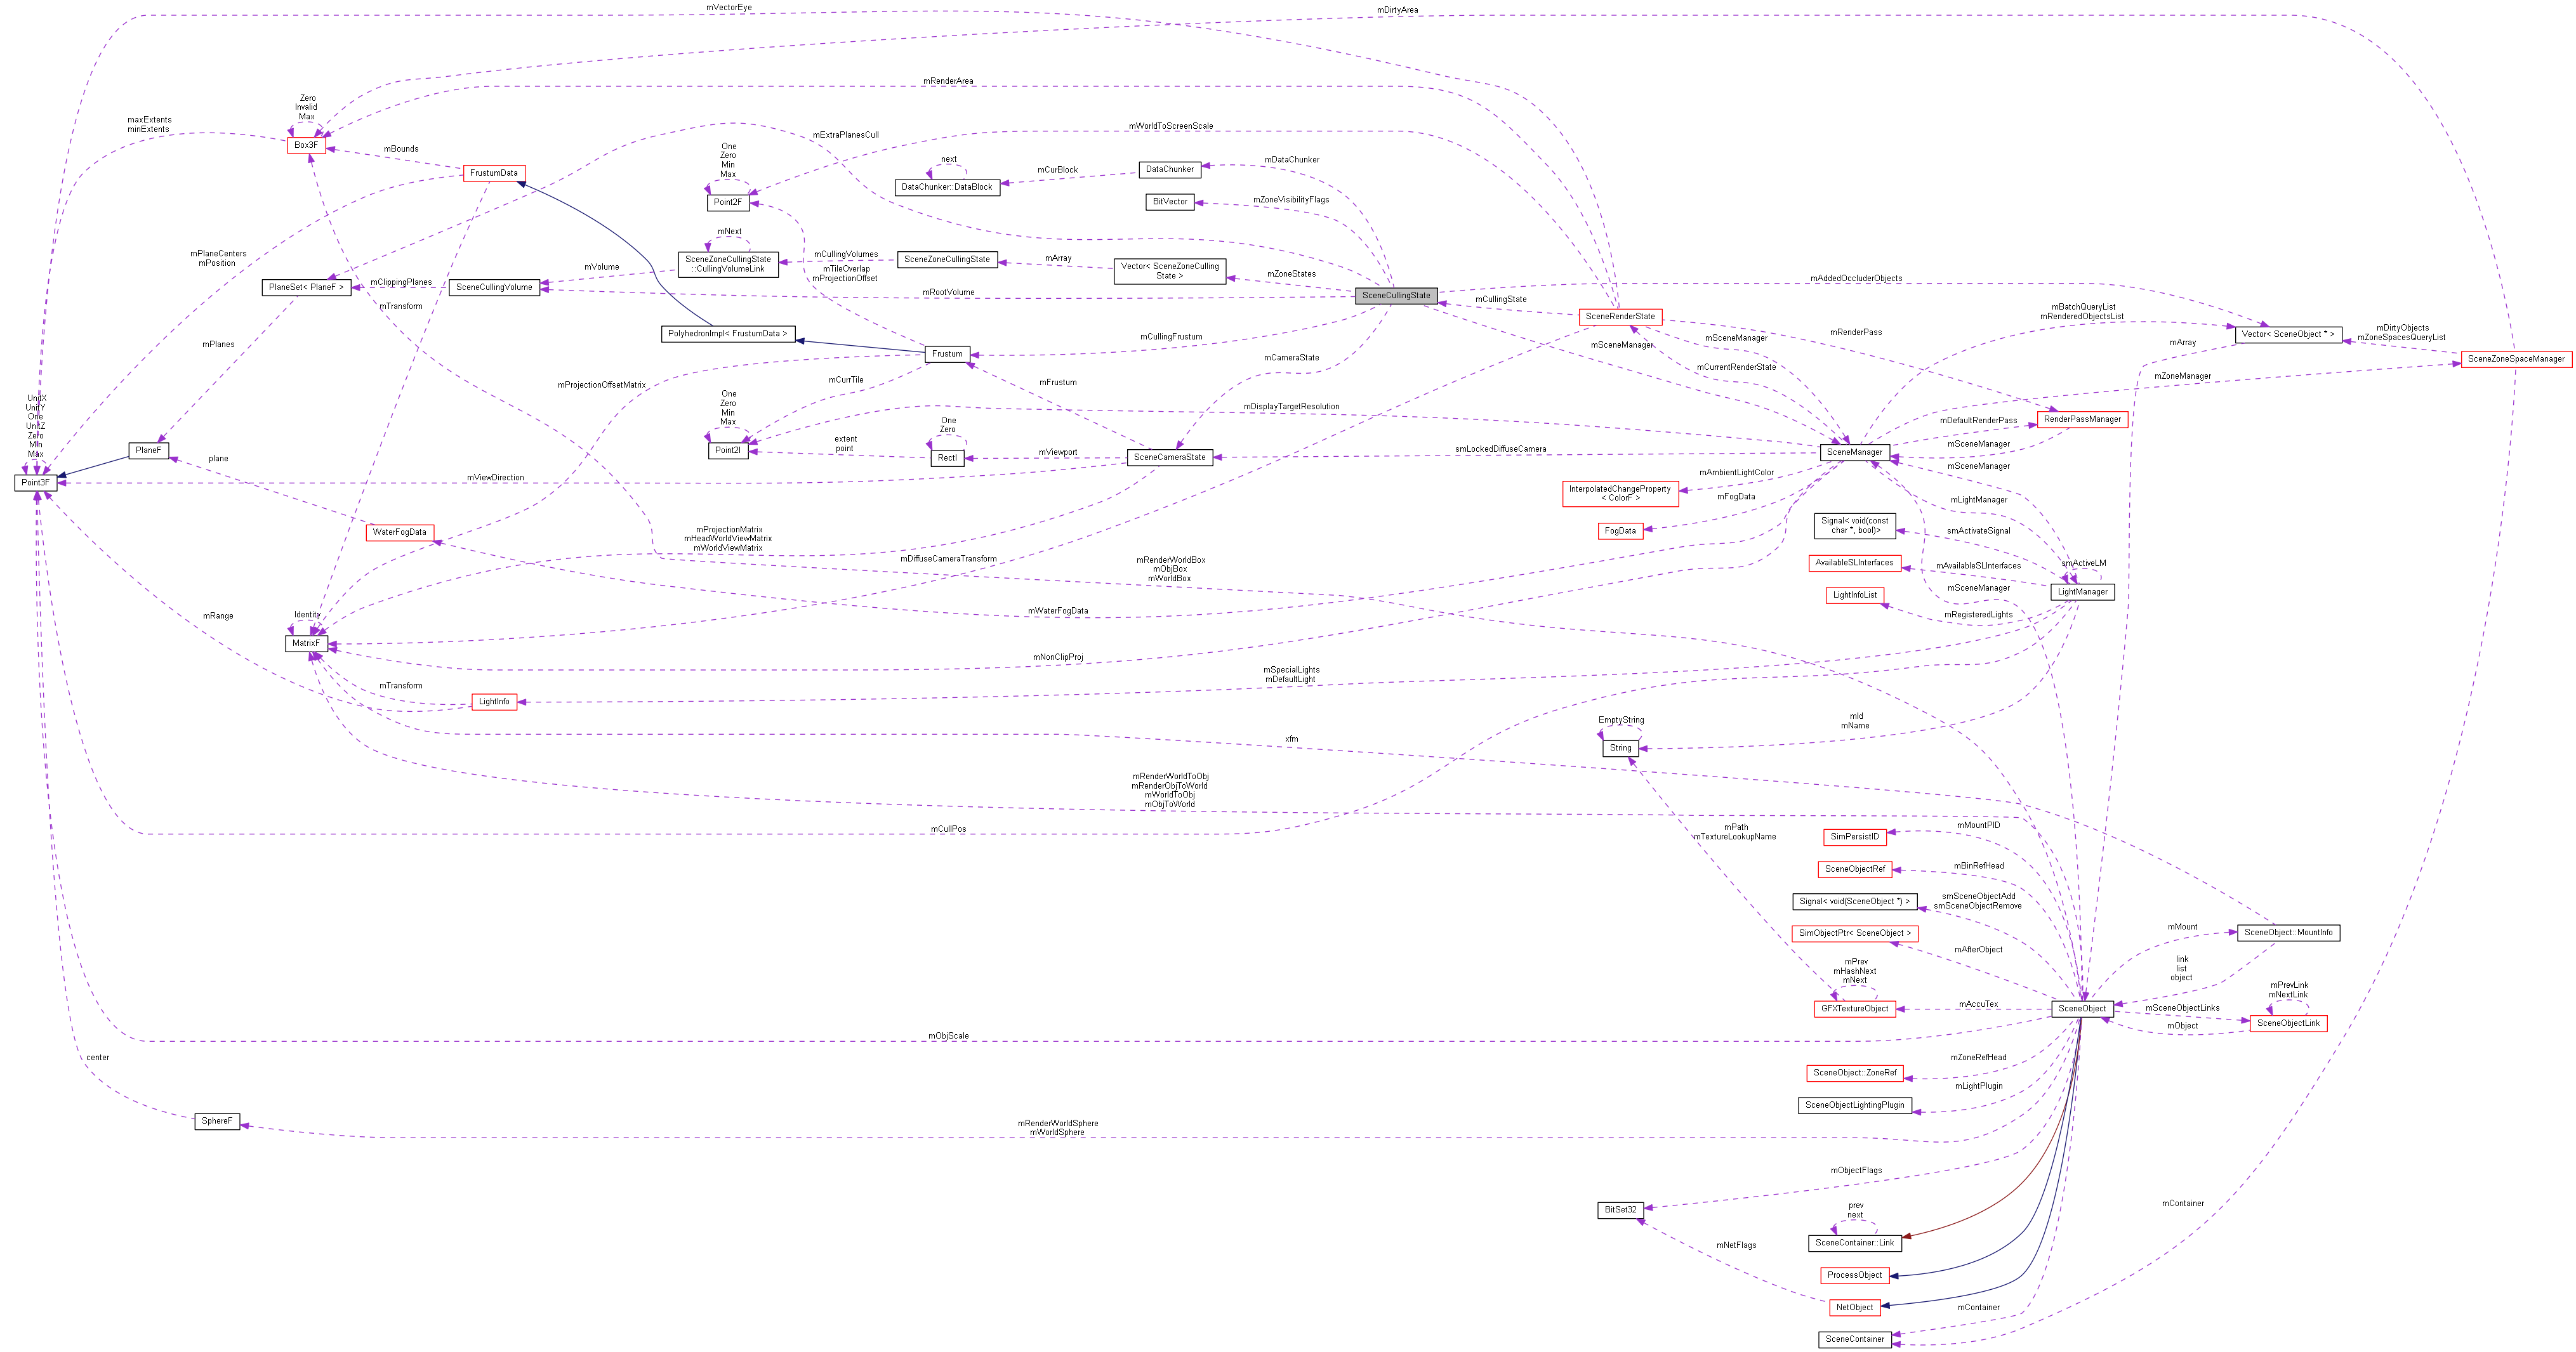 mVectorEye
mDirtyArea
mRenderArea
Zero
Invalid
Max
maxExtents
minExtents
Box3F
mBounds
mExtraPlanesCull
mWorldToScreenScale
One
Zero
Min
Max
next
mCurBlock
mDataChunker
DataChunker
FrustumData
DataChunker::DataBlock
Point2F
BitVector
mZoneVisibilityFlags
mNext
mPlaneCenters
mPosition
SceneZoneCullingState
::CullingVolumeLink
mCullingVolumes
SceneZoneCullingState
mArray
Vector< SceneZoneCulling
State >
mZoneStates
mVolume
mTileOverlap
mProjectionOffset
PlaneSet< PlaneF >
mClippingPlanes
SceneCullingVolume
mRootVolume
SceneCullingState
mAddedOccluderObjects
mTransform
mCullingState
SceneRenderState
mBatchQueryList
mRenderedObjectsList
PolyhedronImpl< FrustumData >
mRenderPass
Vector< SceneObject * >
mDirtyObjects
mZoneSpacesQueryList
mPlanes
Frustum
mCullingFrustum
mCameraState
mSceneManager
mSceneManager
mArray
SceneZoneSpaceManager
mProjectionOffsetMatrix
mCurrTile
mFrustum
mCurrentRenderState
mZoneManager
UnitX
UnitY
One
UnitZ
Zero
Min
Max
One
Zero
Min
Max
mDisplayTargetResolution
One
Zero
mDefaultRenderPass
RenderPassManager
PlaneF
plane
Point2I
extent
point
RectI
mViewport
SceneCameraState
smLockedDiffuseCamera
SceneManager
mSceneManager
Point3F
mViewDirection
mAmbientLightColor
mSceneManager
InterpolatedChangeProperty
< ColorF >
mFogData
mLightManager
WaterFogData
mProjectionMatrix
mHeadWorldViewMatrix
mWorldViewMatrix
FogData
Signal< void(const
char *, bool)>
smActivateSignal
mDiffuseCameraTransform
mRenderWorldBox
mObjBox
mWorldBox
AvailableSLInterfaces
mAvailableSLInterfaces
smActiveLM
mSceneManager
LightInfoList
LightManager
mRange
Identity
mWaterFogData
mRegisteredLights
MatrixF
mNonClipProj
mTransform
LightInfo
mSpecialLights
mDefaultLight
EmptyString
mId
mName
xfm
String
mRenderWorldToObj
mRenderObjToWorld
mWorldToObj
mObjToWorld
mCullPos
mPath
mTextureLookupName
SimPersistID
mMountPID
SceneObjectRef
mBinRefHead
Signal< void(SceneObject *) >
smSceneObjectAdd
smSceneObjectRemove
SimObjectPtr< SceneObject >
mAfterObject
mMount
SceneObject::MountInfo
mPrev
mHashNext
mNext
link
list
object
GFXTextureObject
mAccuTex
SceneObject
mSceneObjectLinks
mPrevLink
mNextLink
SceneObjectLink
mObject
mObjScale
center
SceneObject::ZoneRef
mZoneRefHead
mLightPlugin
SceneObjectLightingPlugin
SphereF
mRenderWorldSphere
mWorldSphere
mObjectFlags
BitSet32
prev
next
mContainer
SceneContainer::Link
mNetFlags
ProcessObject
NetObject
mContainer
SceneContainer